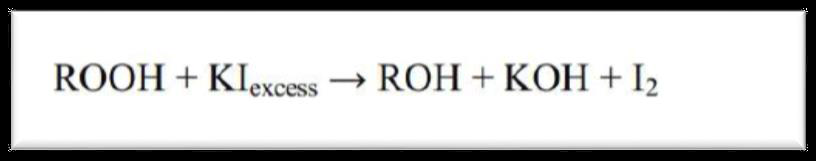 ROOH + KIexcess → ROH + KOH + I2